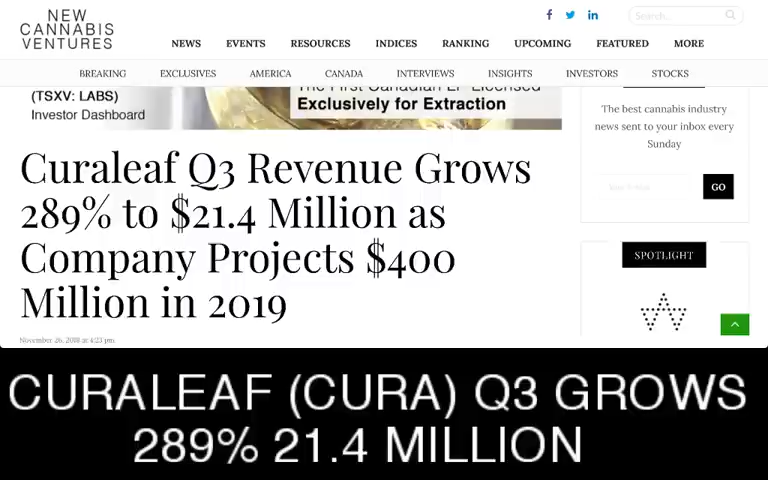 NEW
CANNABIS
VENTURES
Search...
NEWS EVENTS RESOURCES INDICES RANKING UPCOMING FEATURED MORE
BREAKING EXCLUSIVES AMERICA CANADA INTERVIEWS INSIGHTS INVESTORS STOCKS
(TSXV: LABS)
Investor Dashboard
The First Canadian LP Licensed
Exclusively for Extraction
The best cannabis industry
news sent to your inbox every
Sunday
GO
SPOTLIGHT
Curaleaf Q3 Revenue Grows
289% to $21.4 Million as
Company Projects $400
Million in 2019
November 26, 2018 at 4:23 pm
CURALEAF (CURA) Q3 GROWS
289% 21.4 MILLION